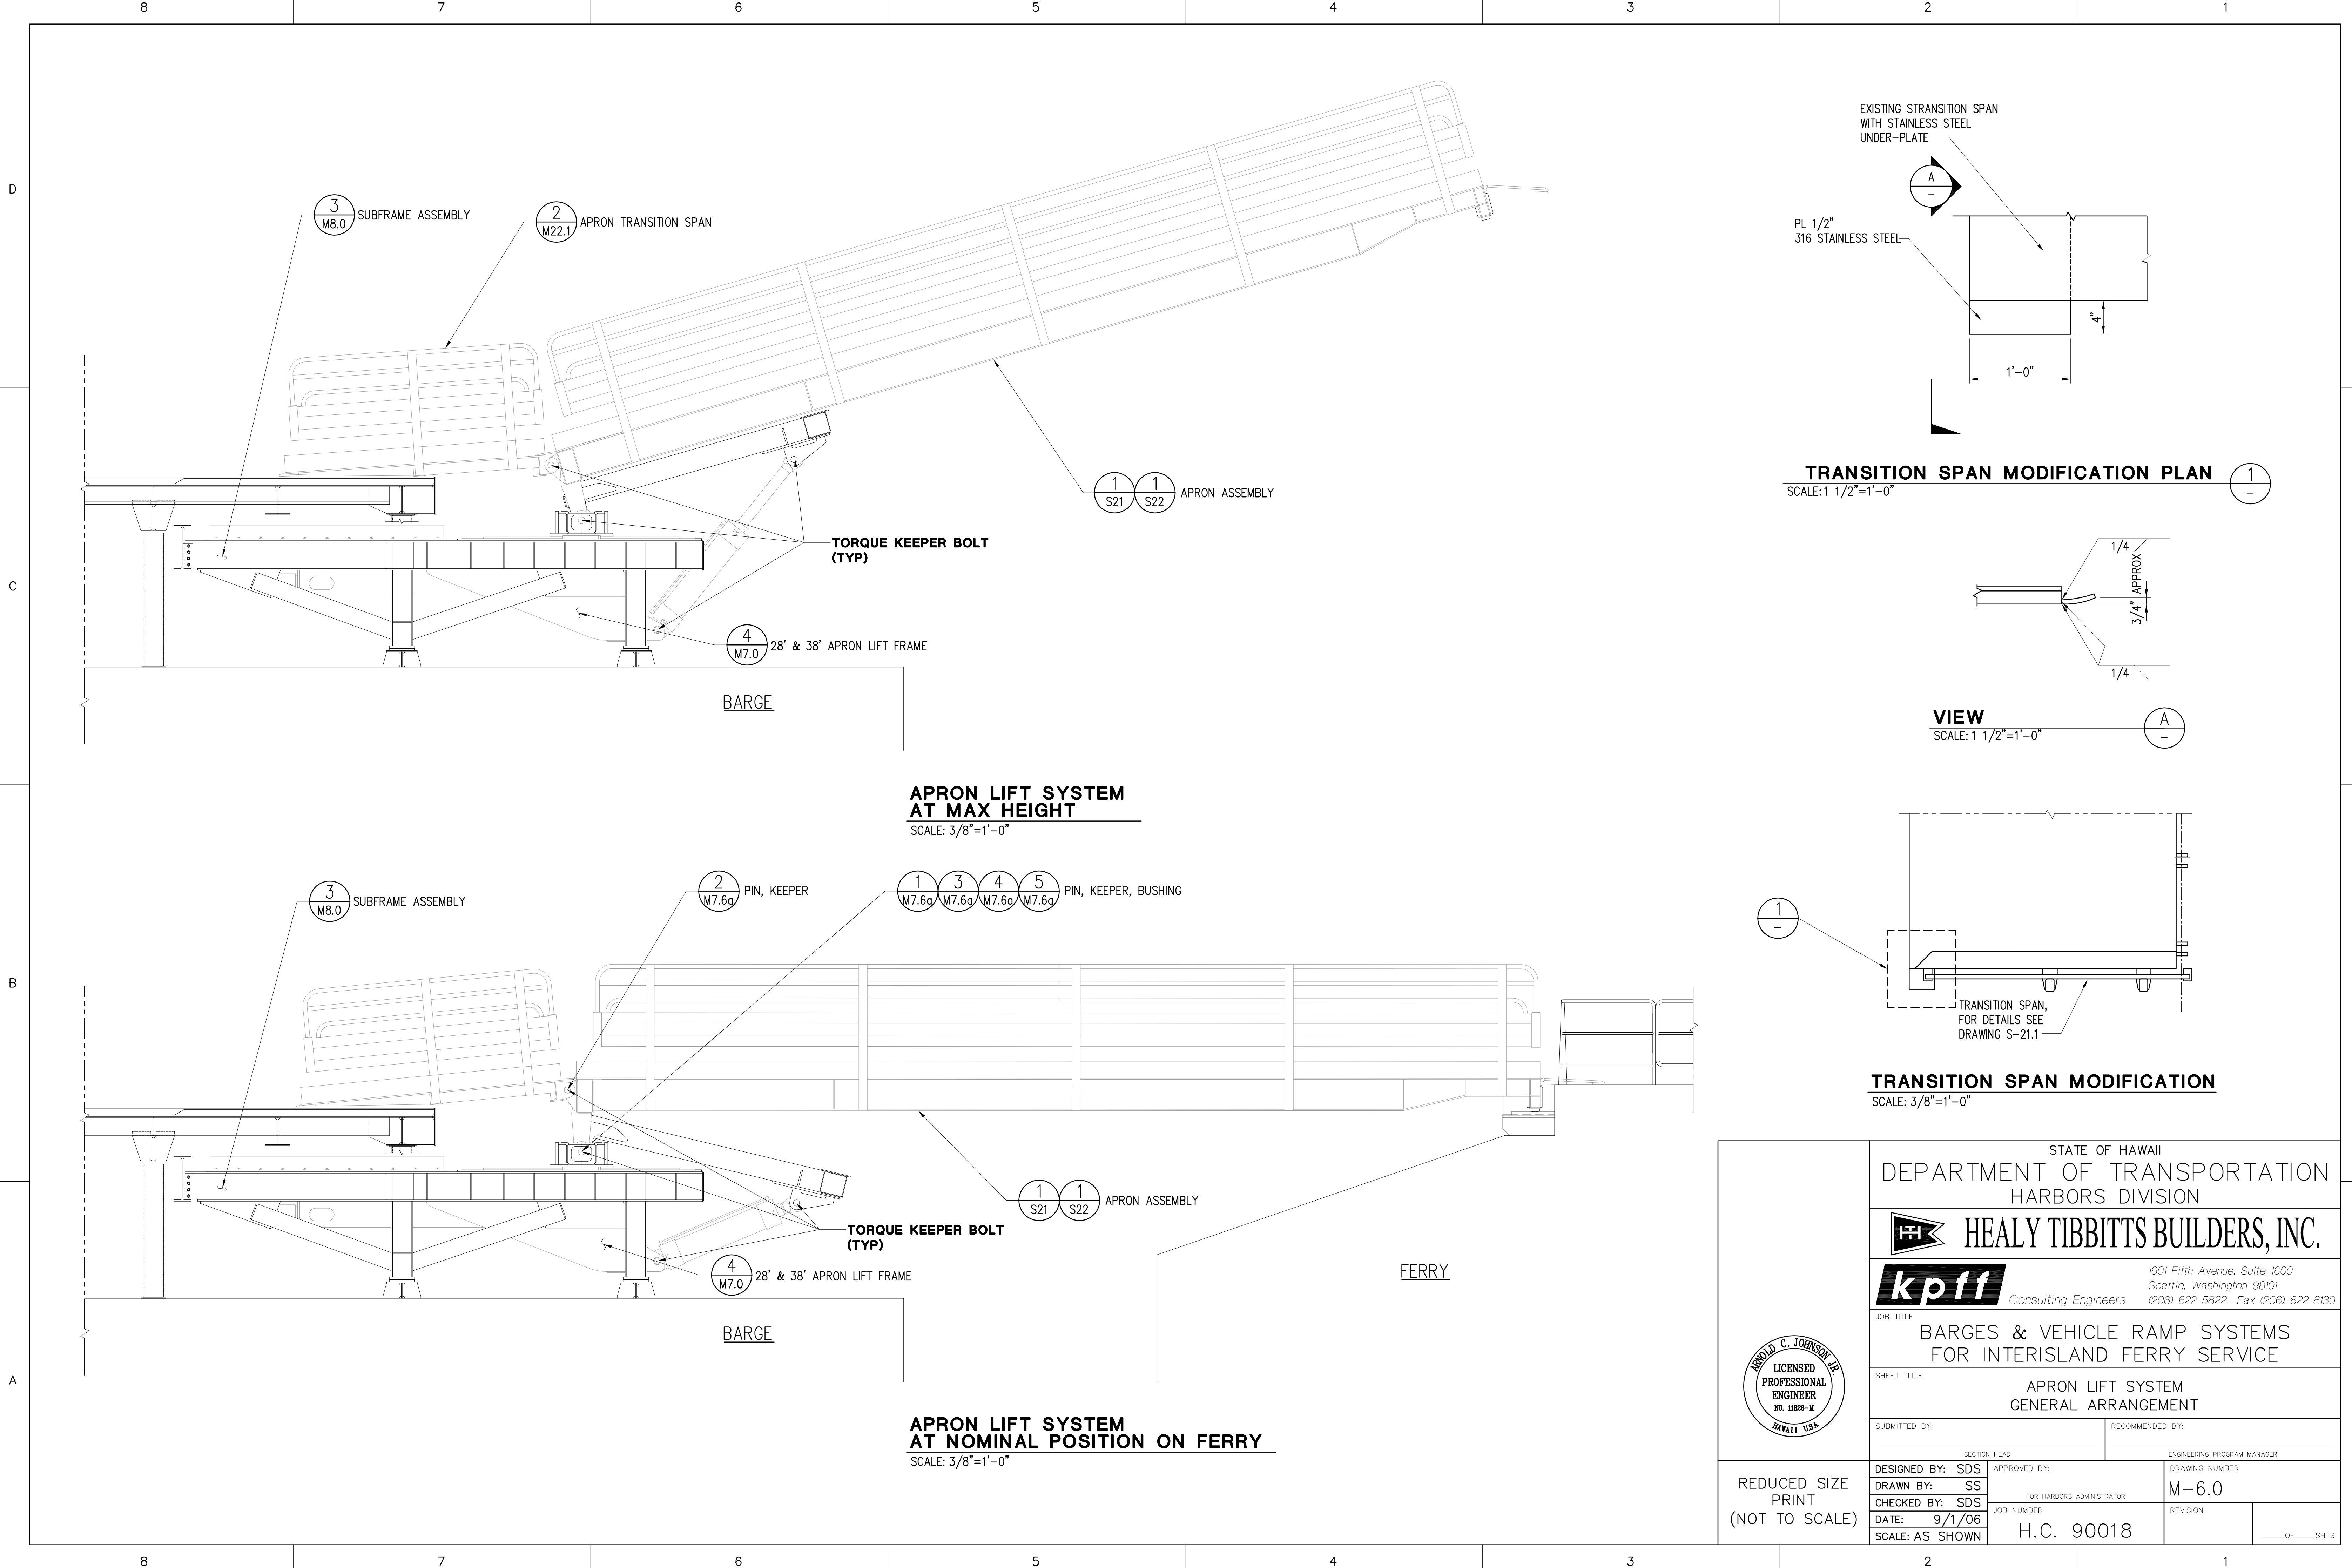 8 7 6 5 4 3 2 1
D
C
B
A
3
M8.0
SUBFRAME ASSEMBLY
2
M22.1
APRON TRANSITION SPAN
1
S21
1
S22
APRON ASSEMBLY
TORQUE KEEPER BOLT
(TYP)
4
M7.0
28' & 38' APRON LIFT FRAME
BARGE
APRON LIFT SYSTEM
AT MAX HEIGHT
SCALE: 3/8"=1'-0"
3
M8.0
SUBFRAME ASSEMBLY
2
M7.6a
PIN, KEEPER
1
M7.6a
3
M7.6a
4
M7.6a
5
M7.6a
PIN, KEEPER, BUSHING
1
S21
1
S22
APRON ASSEMBLY
TORQUE KEEPER BOLT
(TYP)
4
M7.0
28' & 38' APRON LIFT FRAME
FERRY
BARGE
APRON LIFT SYSTEM
AT NOMINAL POSITION ON FERRY
SCALE: 3/8"=1'-0"
EXISTING STRANSITION SPAN
WITH STAINLESS STEEL
UNDER-PLATE
A
-
PL 1/2"
316 STAINLESS STEEL
4"
1'-0"
TRANSITION SPAN MODIFICATION PLAN
1
-
SCALE: 1 1/2"=1'-0"
1/4
3/4" APPROX
1/4
VIEW
A
-
SCALE: 1 1/2"=1'-0"
1
-
TRANSITION SPAN,
FOR DETAILS SEE
DRAWING S-21.1
TRANSITION SPAN MODIFICATION
SCALE: 3/8"=1'-0"
STATE OF HAWAII
DEPARTMENT OF TRANSPORTATION
HARBORS DIVISION
HTH
HEALY TIBBITTS BUILDERS, INC.
kpff
Consulting Engineers
1601 Fifth Avenue, Suite 1600
Seattle, Washington 98101
(206) 622-5822 Fax (206) 622-8130
JOB TITLE
BARGES & VEHICLE RAMP SYSTEMS
FOR INTERISLAND FERRY SERVICE
SHEET TITLE
APRON LIFT SYSTEM
GENERAL ARRANGEMENT
SUBMITTED BY:
SECTION HEAD
RECOMMENDED BY:
ENGINEERING PROGRAM MANAGER
DESIGNED BY: SDS
DRAWN BY: SS
CHECKED BY: SDS
DATE: 9/1/06
SCALE: AS SHOWN
APPROVED BY:
FOR HARBORS ADMINISTRATOR
JOB NUMBER
H.C. 90018
DRAWING NUMBER
M-6.0
REVISION
____OF____SHTS
ARNOLD C. JOHNSON JR.
LICENSED
PROFESSIONAL
ENGINEER
NO. 11826-M
HAWAII U.S.A.
REDUCED SIZE
PRINT
(NOT TO SCALE)
8 7 6 5 4 3 2 1